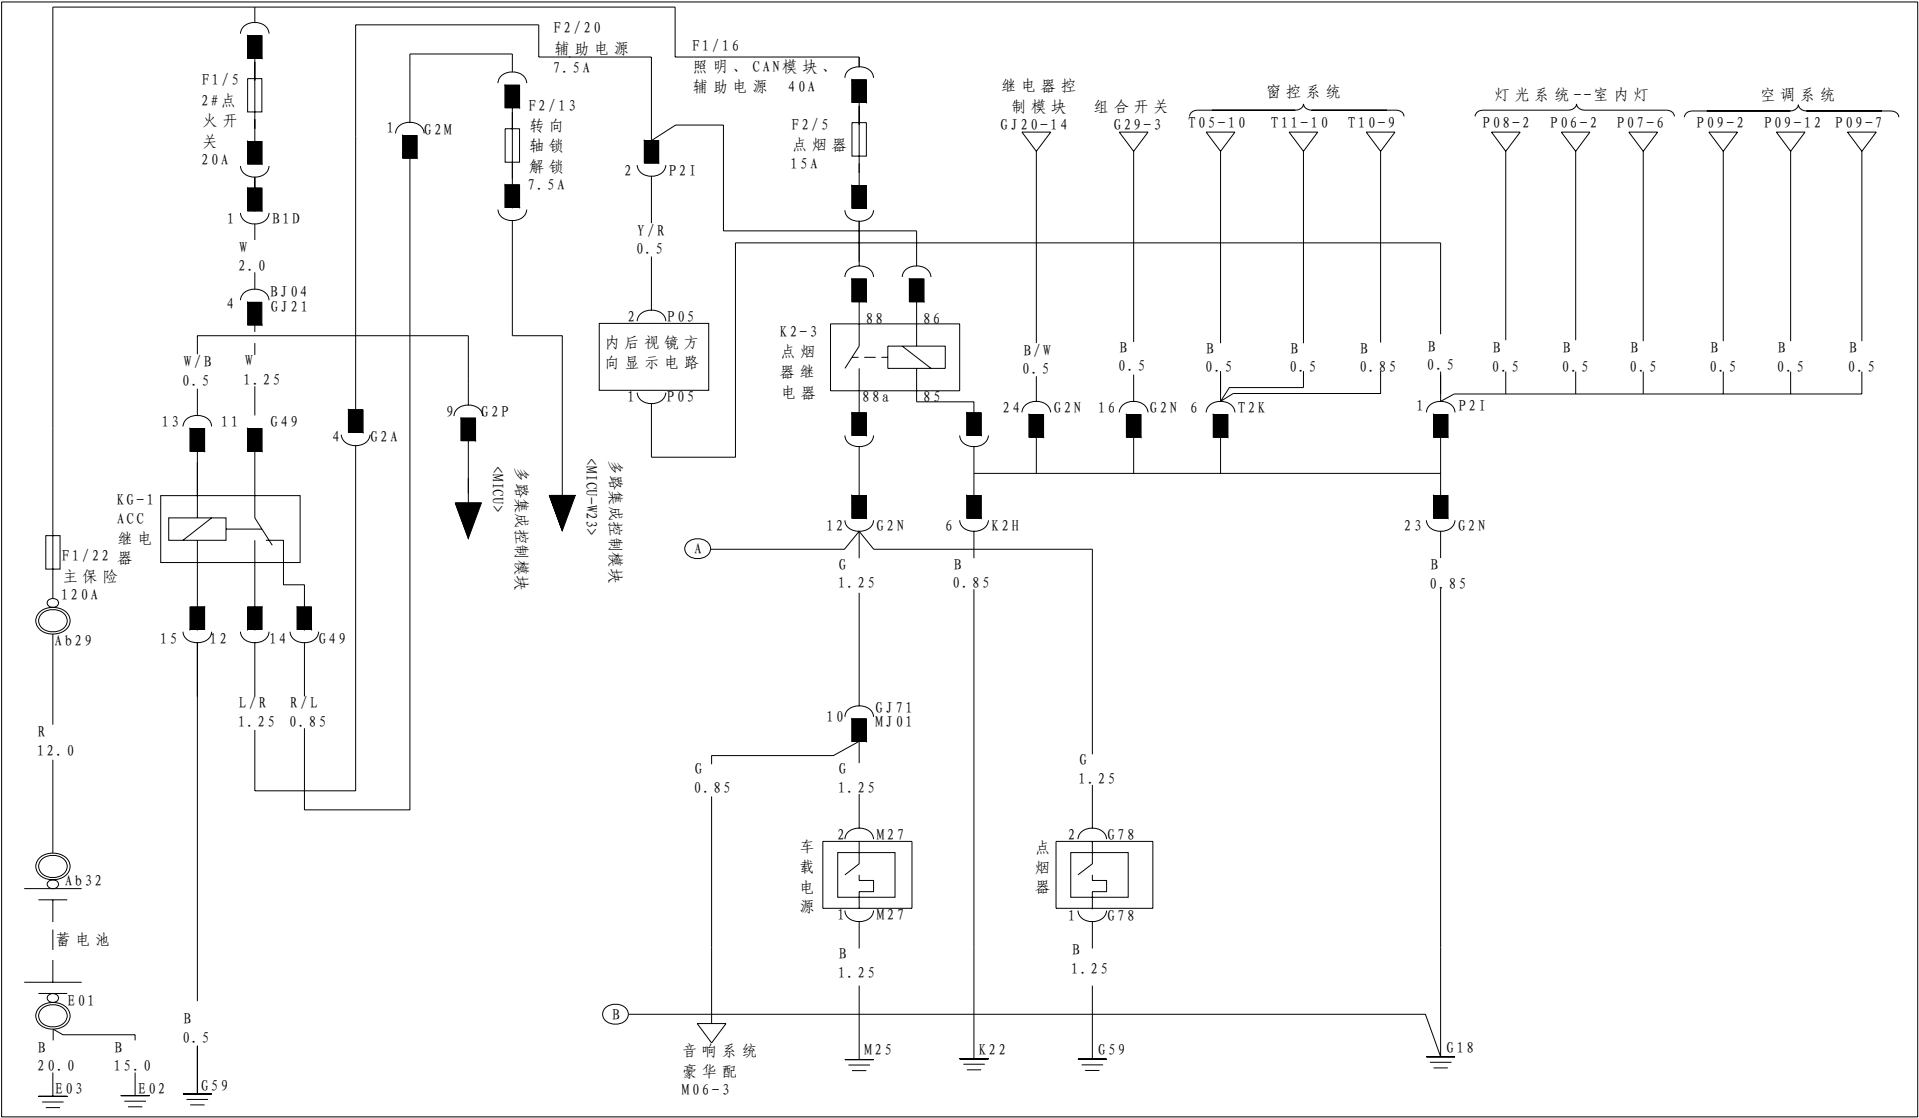 F2/20
辅助电源
7.5A
F1/16
照明、CAN模块、
辅助电源 40A
F1/5
2#点
火开
关
20A
1 G2M
F2/13
转向
轴锁
解锁
7.5A
2 P2I
F2/5
点烟器
15A
继电器控
制模块
GJ20-14
组合开关
G29-3
窗控系统
T05-10
T11-10
T10-9
灯光系统--室内灯
P08-2
P06-2
P07-6
空调系统
P09-2
P09-12
P09-7
1 B1D
W
2.0
4
BJ04
GJ21
Y/R
0.5
W/B
0.5
W
1.25
2 P05
内后视镜方
向显示电路
1 P05
K2-3
点烟
器继
电器
88
86
88a
85
B/W
0.5
B
0.5
B
0.5
B
0.5
B
0.85
B
0.5
B
0.5
B
0.5
B
0.5
B
0.5
B
0.5
B
0.5
13
11
G49
4 G2A
9 G2P
24 G2N
16 G2N
6 T2K
1 P2I
<MICU>
多路集成控制模块
<MICU-W23>
多路集成控制模块
KG-1
ACC
继电
器
F1/22
主保险
120A
Ab29
12 G2N
6 K2H
23 G2N
A
G
1.25
B
0.85
B
0.85
15
12
14
G49
L/R
1.25
R/L
0.85
R
12.0
10
GJ71
MJ01
G
0.85
G
1.25
G
1.25
2 M27
车
载
电
源
1 M27
2 G78
点
烟
器
1 G78
Ab32
蓄电池
E01
B
1.25
B
1.25
B
20.0
B
15.0
B
0.5
E03
E02
G59
B
音响系统
豪华配
M06-3
M25
K22
G59
G18